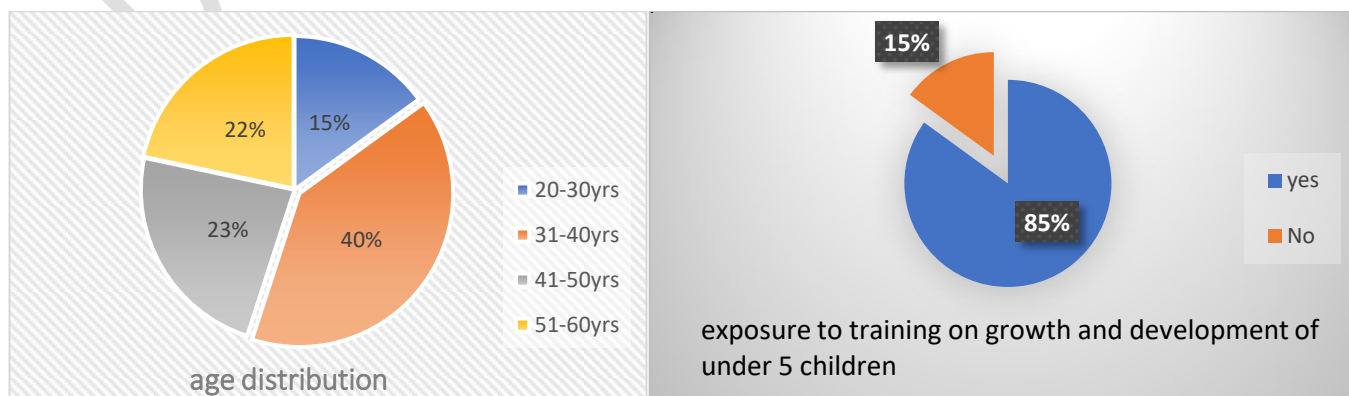 15%
40%
23%
22%
20-30yrs
31-40yrs
41-50yrs
51-60yrs
age distribution
15%
85%
yes
No
exposure to training on growth and development of
under 5 children